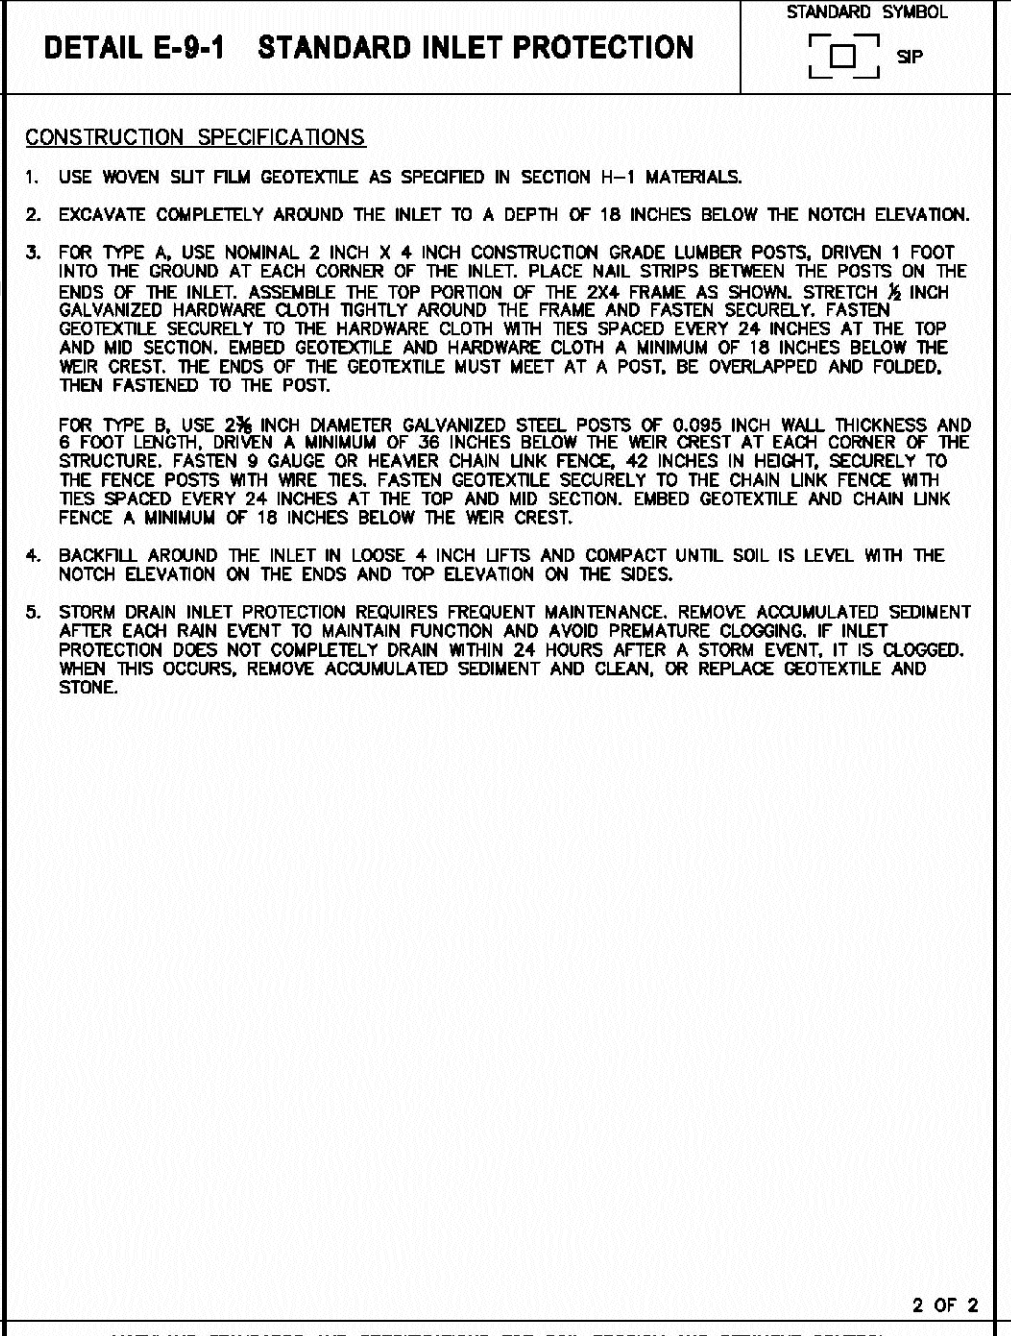 STANDARD SYMBOL
DETAIL E-9-1 STANDARD INLET PROTECTION
SIP
CONSTRUCTION SPECIFICATIONS
1. USE WOVEN SLIT FILM GEOTEXTILE AS SPECIFIED IN SECTION H-1 MATERIALS.
2. EXCAVATE COMPLETELY AROUND THE INLET TO A DEPTH OF 18 INCHES BELOW THE NOTCH ELEVATION.
3. FOR TYPE A, USE NOMINAL 2 INCH X 4 INCH CONSTRUCTION GRADE LUMBER POSTS, DRIVEN 1 FOOT
INTO THE GROUND AT EACH CORNER OF THE INLET. PLACE NAIL STRIPS BETWEEN THE POSTS ON THE
ENDS OF THE INLET. ASSEMBLE THE TOP PORTION OF THE 2X4 FRAME AS SHOWN. STRETCH ½ INCH
GALVANIZED HARDWARE CLOTH TIGHTLY AROUND THE FRAME AND FASTEN SECURELY. FASTEN
GEOTEXTILE SECURELY TO THE HARDWARE CLOTH WITH TIES SPACED EVERY 24 INCHES AT THE TOP
AND MID SECTION. EMBED GEOTEXTILE AND HARDWARE CLOTH A MINIMUM OF 18 INCHES BELOW THE
WEIR CREST. THE ENDS OF THE GEOTEXTILE MUST MEET AT A POST, BE OVERLAPPED AND FOLDED,
THEN FASTENED TO THE POST.
FOR TYPE B, USE 2⅜ INCH DIAMETER GALVANIZED STEEL POSTS OF 0.095 INCH WALL THICKNESS AND
6 FOOT LENGTH, DRIVEN A MINIMUM OF 36 INCHES BELOW THE WEIR CREST AT EACH CORNER OF THE
STRUCTURE. FASTEN 9 GAUGE OR HEAVIER CHAIN LINK FENCE, 42 INCHES IN HEIGHT, SECURELY TO
THE FENCE POSTS WITH WIRE TIES. FASTEN GEOTEXTILE SECURELY TO THE CHAIN LINK FENCE WITH
TIES SPACED EVERY 24 INCHES AT THE TOP AND MID SECTION. EMBED GEOTEXTILE AND CHAIN LINK
FENCE A MINIMUM OF 18 INCHES BELOW THE WEIR CREST.
4. BACKFILL AROUND THE INLET IN LOOSE 4 INCH LIFTS AND COMPACT UNTIL SOIL IS LEVEL WITH THE
NOTCH ELEVATION ON THE ENDS AND TOP ELEVATION ON THE SIDES.
5. STORM DRAIN INLET PROTECTION REQUIRES FREQUENT MAINTENANCE. REMOVE ACCUMULATED SEDIMENT
AFTER EACH RAIN EVENT TO MAINTAIN FUNCTION AND AVOID PREMATURE CLOGGING. IF INLET
PROTECTION DOES NOT COMPLETELY DRAIN WITHIN 24 HOURS AFTER A STORM EVENT, IT IS CLOGGED.
WHEN THIS OCCURS, REMOVE ACCUMULATED SEDIMENT AND CLEAN, OR REPLACE GEOTEXTILE AND
STONE.
2 OF 2